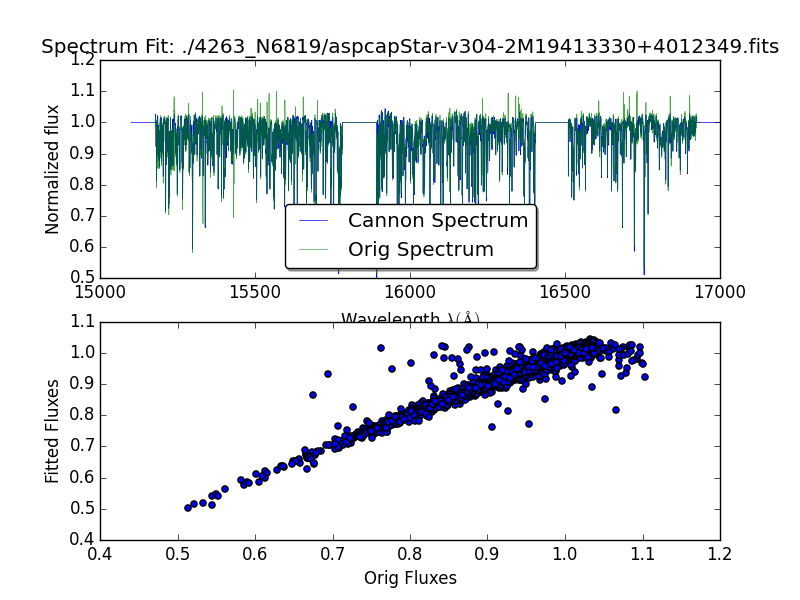 Spectrum Fit: ./4263_N6819/aspcapStar-v304-2M19413330+4012349.fits
1.2
1.1
1.0
0.9
0.8
0.7
0.6
0.5
Normalized flux
Cannon Spectrum
Orig Spectrum
15000 15500 16000 16500 17000
Wavelength λ(Å)
1.1
1.0
0.9
0.8
0.7
0.6
0.5
0.4
Fitted Fluxes
0.4 0.5 0.6 0.7 0.8 0.9 1.0 1.1 1.2
Orig Fluxes